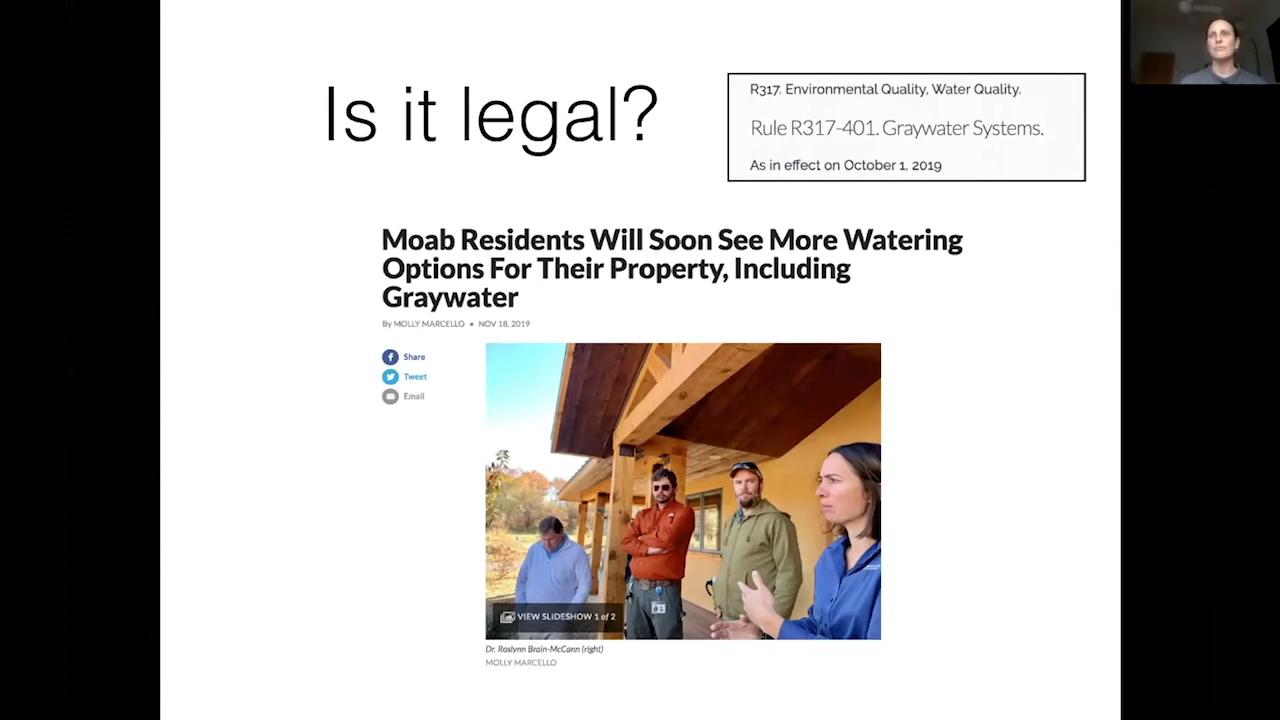 Is it legal?
R317. Environmental Quality, Water Quality.
Rule R317-401. Graywater Systems.
As in effect on October 1, 2019
Moab Residents Will Soon See More Watering
Options For Their Property, Including
Graywater
By MOLLY MARCELLO • NOV 18, 2019
Share
Tweet
Email
VIEW SLIDESHOW 1 of 2
Dr. Roslynn Brain-McCann (right)
MOLLY MARCELLO